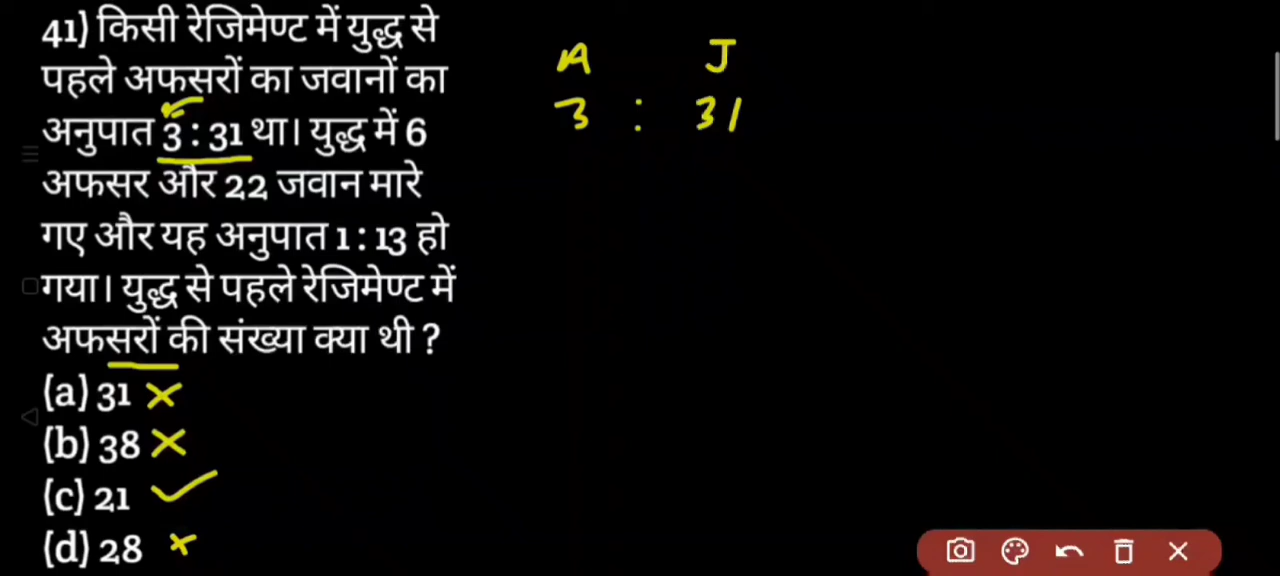 41) किसी रेजिमेण्ट में युद्ध से
पहले अफसरों का जवानों का
अनुपात 3 : 31 था। युद्ध में 6
अफसर और 22 जवान मारे
गए और यह अनुपात 1 : 13 हो
गया। युद्ध से पहले रेजिमेण्ट में
अफसरों की संख्या क्या थी ?
(a) 31
(b) 38
(c) 21
(d) 28
A J
3 : 31